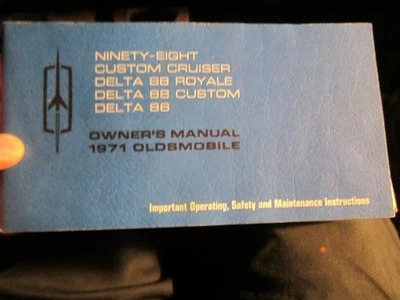 NINETY-EIGHT
CUSTOM CRUISER
DELTA 88 ROYALE
DELTA 88 CUSTOM
DELTA 88
OWNER'S MANUAL
1971 OLDSMOBILE
Important Operating, Safety and Maintenance Instructions